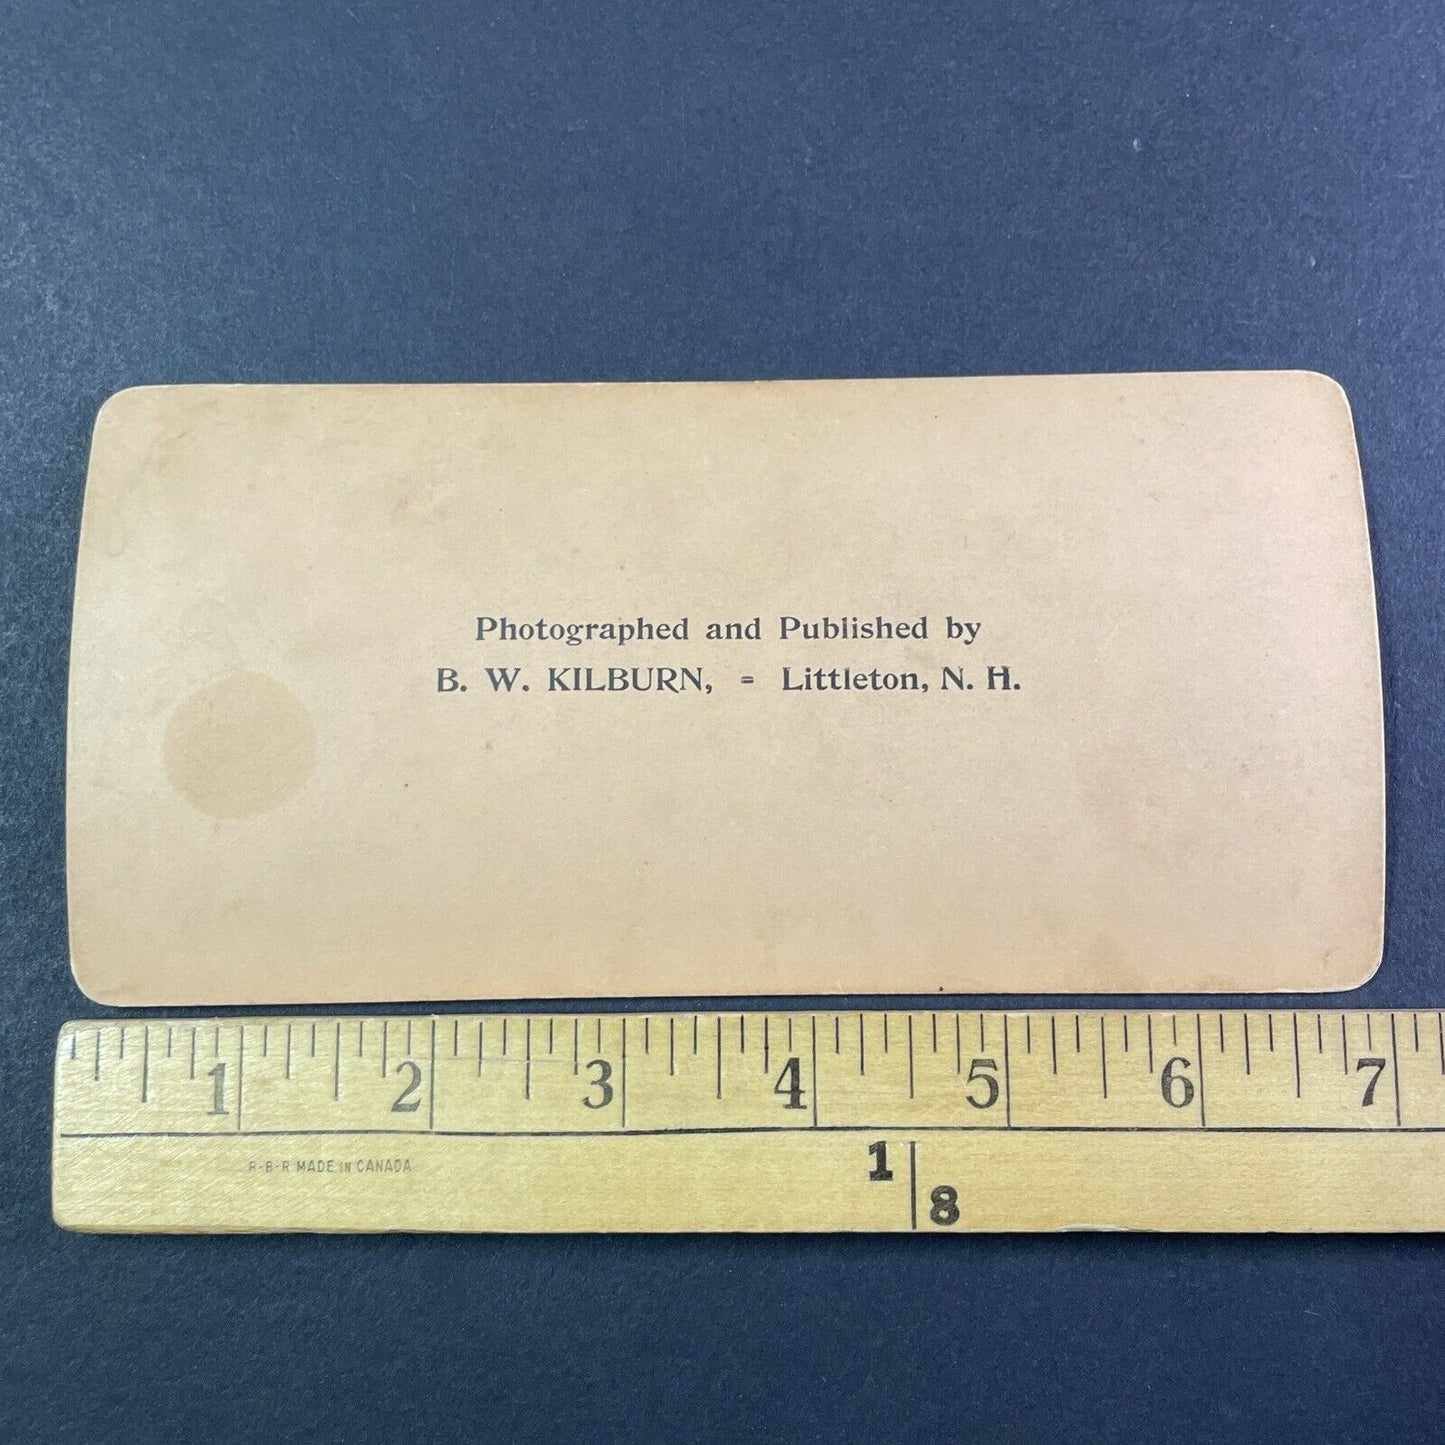 Photographed and Published by
B. W. KILBURN, = Littleton, N. H.
1 2 3 4 5 6 7
R-B-R MADE IN CANADA
1 8